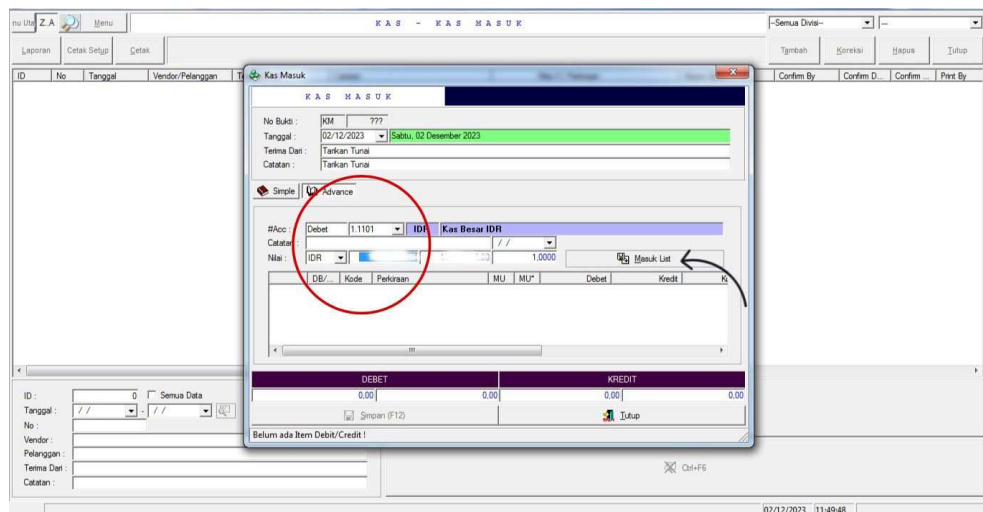 nu Uta Z.A Menu KAS - KAS MASUK --Semua Divisi-- --
Laporan Cetak Setup Cetak Tambah Koreksi Hapus Tutup
ID No Tanggal Vendor/Pelanggan Confirm By Confirm D... Confirm ... Print By
Kas Masuk
KAS MASUK
No Bukti : KM ???
Tanggal : 02/12/2023 Sabtu, 02 Desember 2023
Terima Dari : Tarikan Tunai
Catatan : Tarikan Tunai
Simple Advance
#Acc : Debet 1.1101 IDR Kas Besar IDR
Catatan : / /
Nilai : IDR 1.0000 Masuk List
DB/... Kode Perkiraan MU MU* Debet Kredit
DEBET KREDIT
0.00 0.00 0.00 0.00
Simpan (F12) Tutup
Belum ada Item Debit/Credit !
ID : 0 Semua Data
Tanggal : / / - / /
No :
Vendor :
Pelanggan :
Terima Dari :
Catatan :
Ctrl+F6
02/12/2023 11:49:48